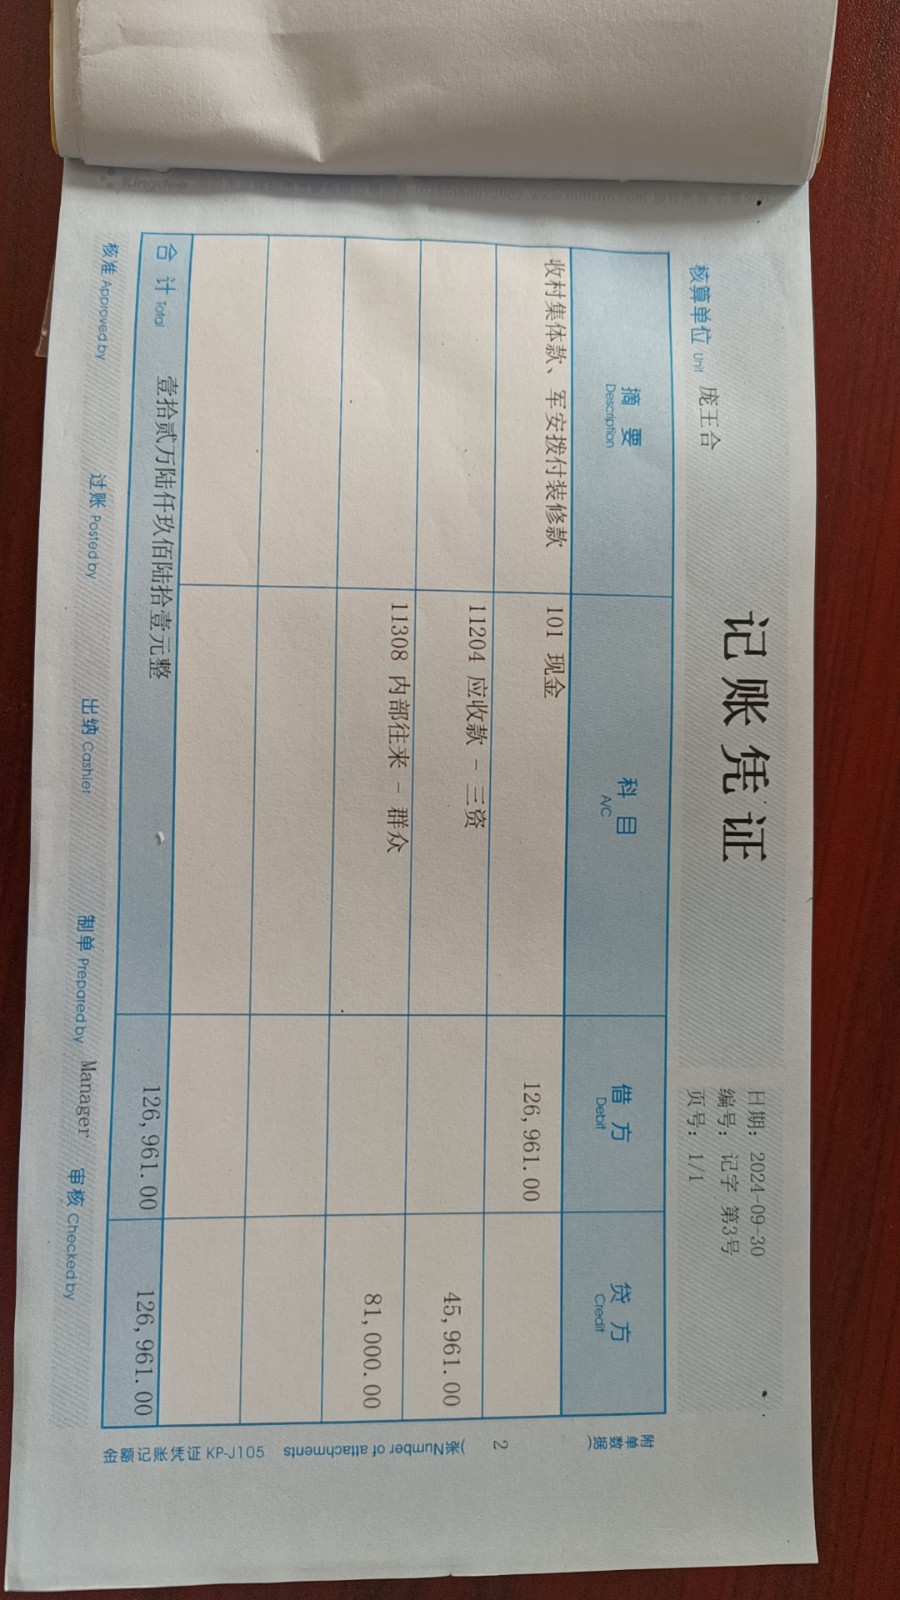 Kingdee
记账凭证
核算单位 Unit 庞王合
日期: 2024-09-30
编号: 记字 第3号
页号: 1/1
摘要 Description 科目 A/C 借方 Debit 贷方 Credit
收村集体款、军安拨付装修款 101 现金 126,961.00
11204 应收款 - 三资 45,961.00
11308 内部往来 - 群众 81,000.00
合计 Total 壹拾贰万陆仟玖佰陆拾壹元整 126,961.00 126,961.00
核准 Approved by 过账 Posted by 出纳 Cashier 制单 Prepared by Manager 审核 Checked by
附单据数( 2 张) Number of attachments
金额记账凭证 KP-J105